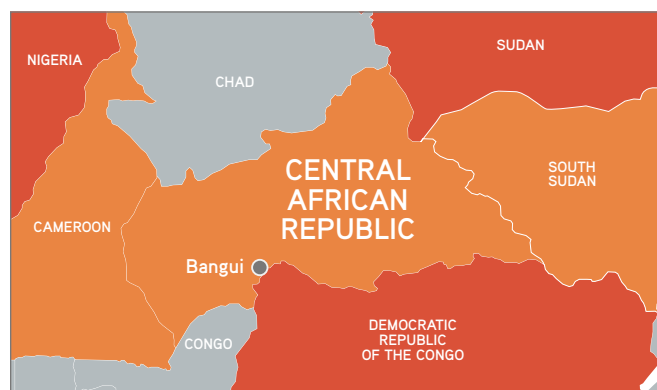 SUDAN
NIGERIA
CHAD
CENTRAL
AFRICAN
REPUBLIC
SOUTH
SUDAN
CAMEROON
Bangui
DEMOCRATIC
REPUBLIC
OF THE CONGO
CONGO